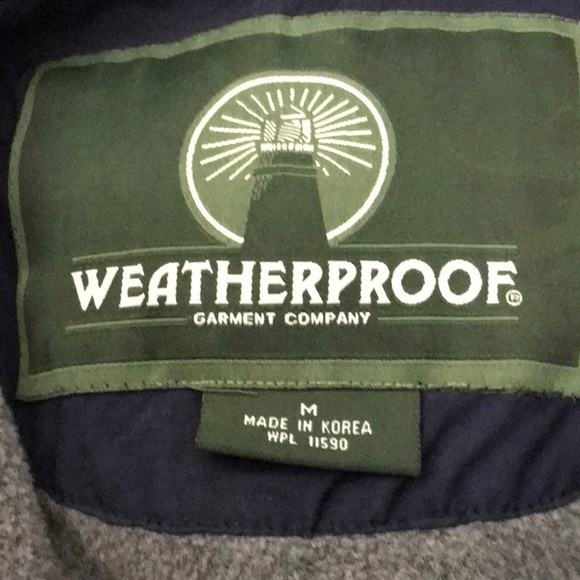 WEATHERPROOF®
GARMENT COMPANY
M
MADE IN KOREA
WPL 11590